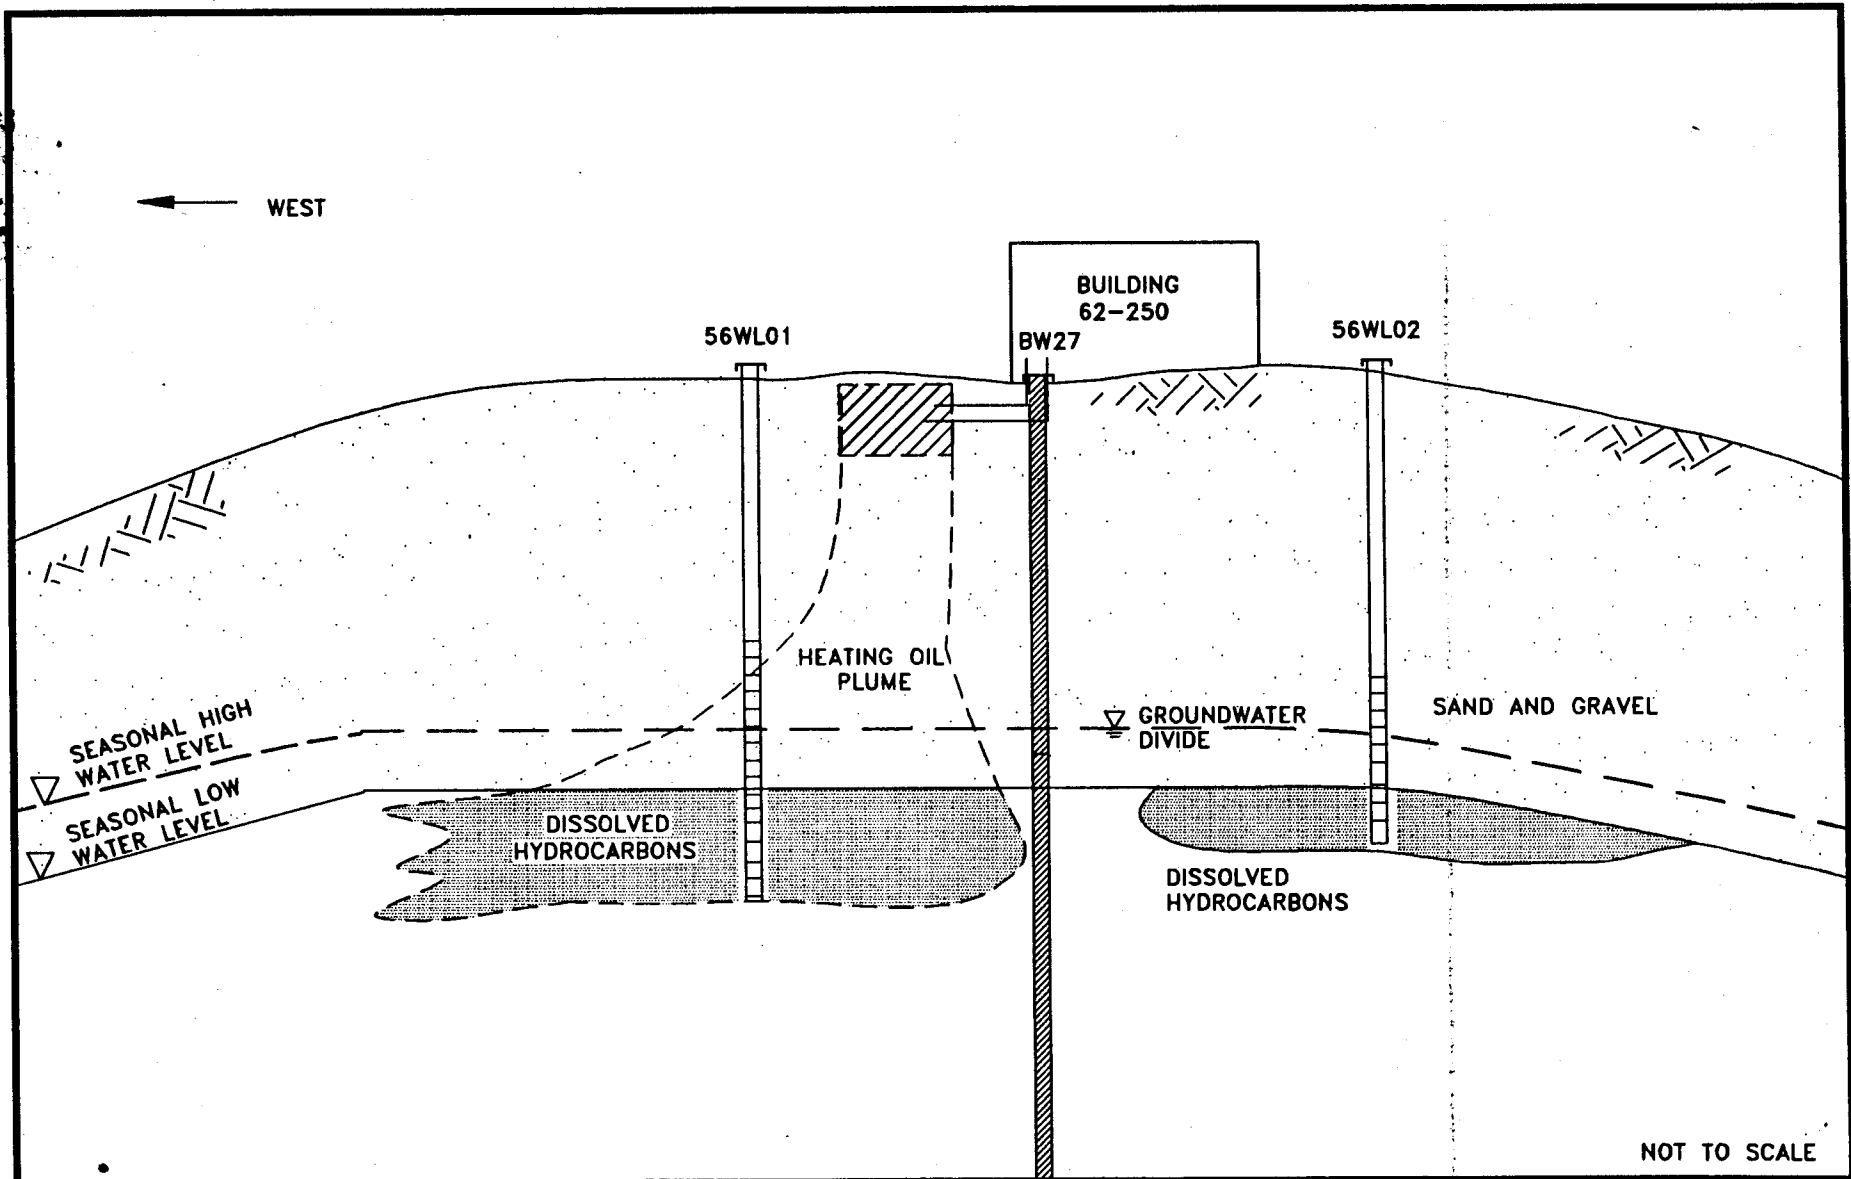 WEST
BUILDING
62-250
56WL01
BW27
56WL02
HEATING OIL
PLUME
SEASONAL HIGH
WATER LEVEL
GROUNDWATER
DIVIDE
SAND AND GRAVEL
SEASONAL LOW
WATER LEVEL
DISSOLVED
HYDROCARBONS
DISSOLVED
HYDROCARBONS
NOT TO SCALE